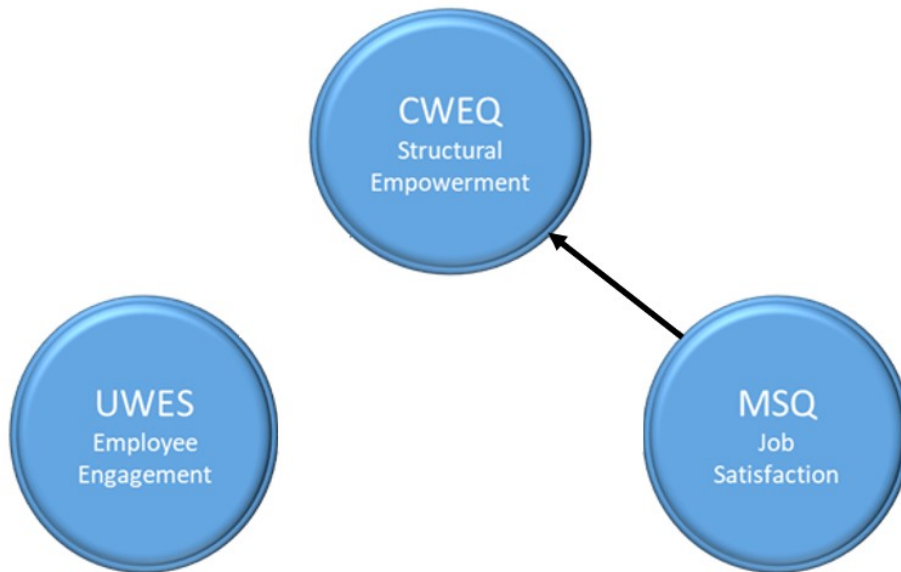 CWEQ
Structural
Empowerment
UWES
Employee
Engagement
MSQ
Job
Satisfaction